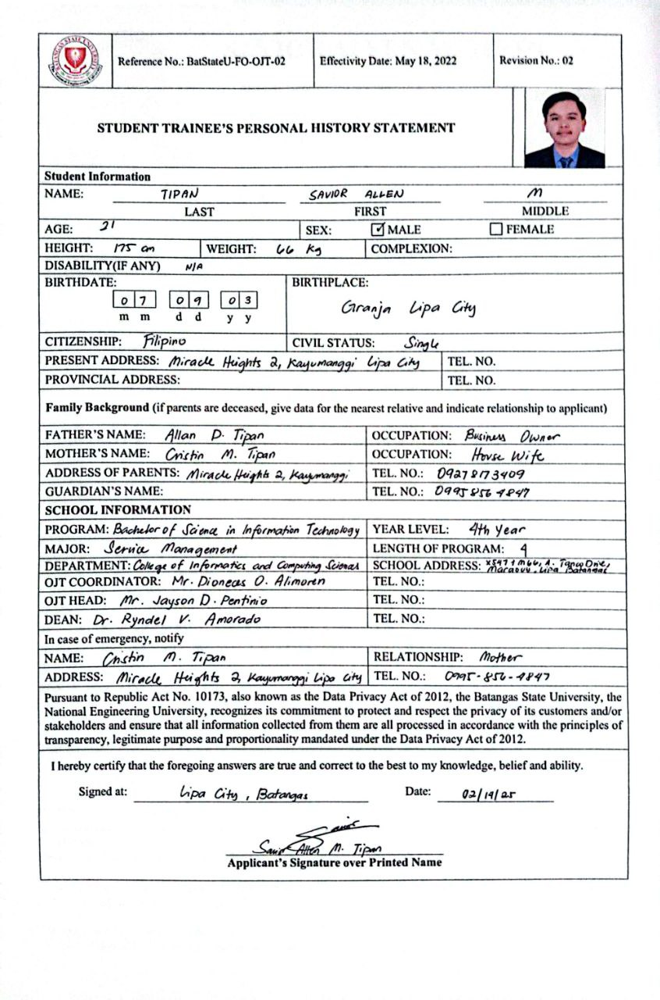 Reference No.: BatStateU-FO-OJT-02 Effectivity Date: May 18, 2022 Revision No.: 02
STUDENT TRAINEE'S PERSONAL HISTORY STATEMENT
Student Information
NAME: TIPAN SAVIOR ALLEN M
LAST FIRST MIDDLE
AGE: 21 SEX: ☑ MALE ☐ FEMALE
HEIGHT: 175 cm WEIGHT: 66 Kg COMPLEXION:
DISABILITY(IF ANY) N/A
BIRTHDATE: BIRTHPLACE:
0 7 0 9 0 3 Granja Lipa City
m m d d y y
CITIZENSHIP: Filipino CIVIL STATUS: Single
PRESENT ADDRESS: Miracle Heights 2, Kayumanggi Lipa City TEL. NO.
PROVINCIAL ADDRESS: TEL. NO.
Family Background (if parents are deceased, give data for the nearest relative and indicate relationship to applicant)
FATHER'S NAME: Allan D. Tipan OCCUPATION: Business Owner
MOTHER'S NAME: Cristin M. Tipan OCCUPATION: House Wife
ADDRESS OF PARENTS: Miracle Heights 2, Kayumanggi TEL. NO.: 09278173409
GUARDIAN'S NAME: TEL. NO.: 0995 856 4847
SCHOOL INFORMATION
PROGRAM: Bachelor of Science in Information Technology YEAR LEVEL: 4th Year
MAJOR: Service Management LENGTH OF PROGRAM: 4
DEPARTMENT: College of Informatics and Computing Sciences SCHOOL ADDRESS: X547+M66, A. Tanco Drive,
Maraouy, Lipa Batangas
OJT COORDINATOR: Mr. Dioneces O. Alimoren TEL. NO.:
OJT HEAD: Mr. Jayson D. Pentinio TEL. NO.:
DEAN: Dr. Ryndel V. Amorado TEL. NO.:
In case of emergency, notify
NAME: Cristin M. Tipan RELATIONSHIP: Mother
ADDRESS: Miracle Heights 2, Kayumanggi Lipa City TEL. NO.: 0995-856-4847
Pursuant to Republic Act No. 10173, also known as the Data Privacy Act of 2012, the Batangas State University, the
National Engineering University, recognizes its commitment to protect and respect the privacy of its customers and/or
stakeholders and ensure that all information collected from them are all processed in accordance with the principles of
transparency, legitimate purpose and proportionality mandated under the Data Privacy Act of 2012.
I hereby certify that the foregoing answers are true and correct to the best to my knowledge, belief and ability.
Signed at: Lipa City, Batangas Date: 02/19/25
Savior Allen M. Tipan
Applicant's Signature over Printed Name